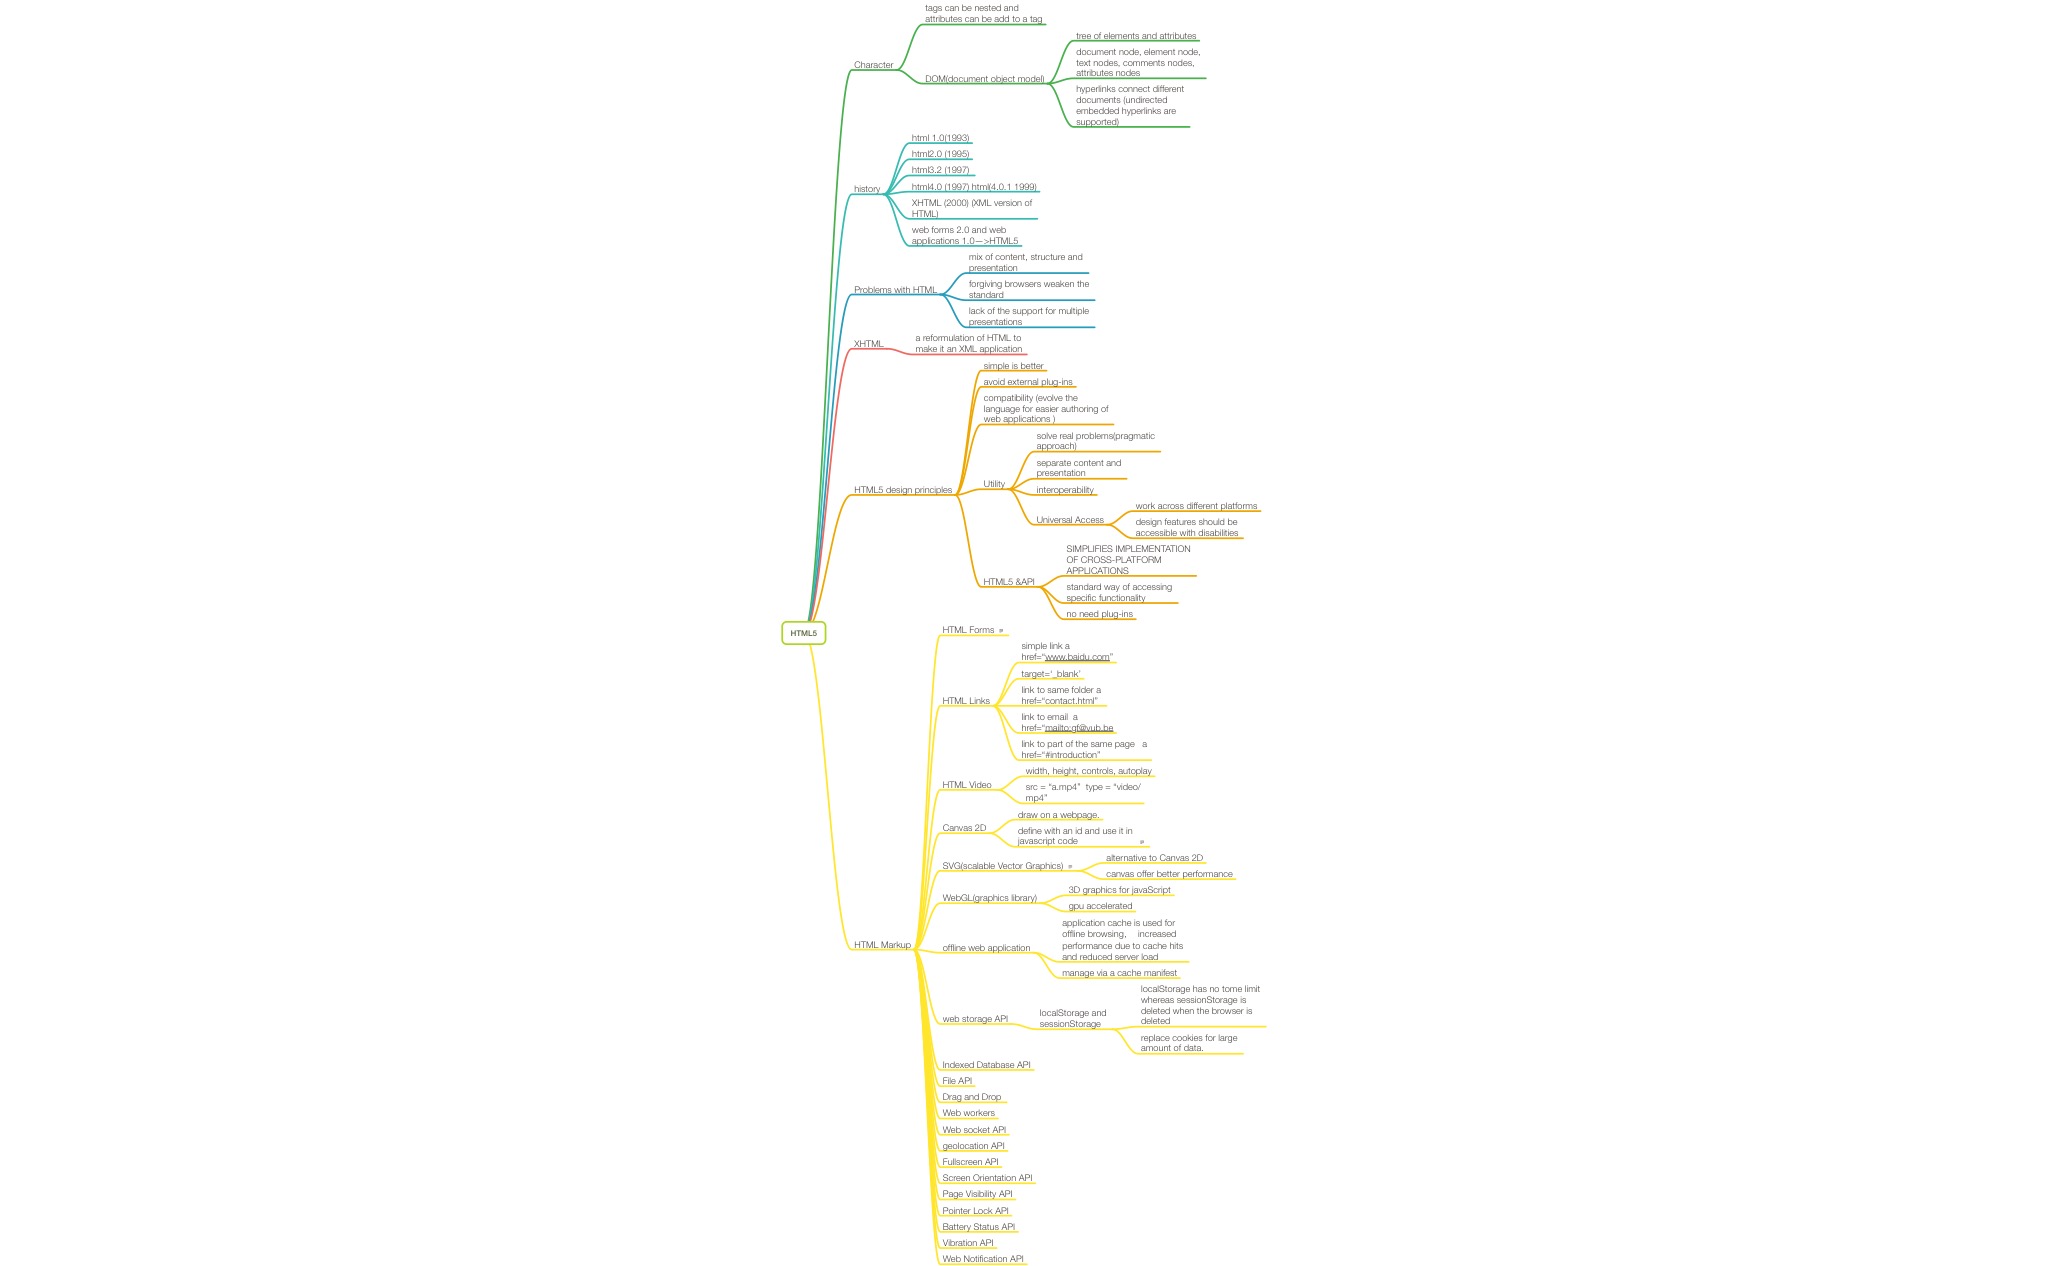 tags can be nested and
attributes can be add to a tag
Character
DOM(document object model)
tree of elements and attributes
document node, element node,
text nodes, comments nodes,
attributes nodes
hyperlinks connect different
documents (undirected
embedded hyperlinks are
supported)
history
html 1.0(1993)
html2.0 (1995)
html3.2 (1997)
html4.0 (1997) html(4.0.1 1999)
XHTML (2000) (XML version of
HTML)
web forms 2.0 and web
applications 1.0—>HTML5
Problems with HTML
mix of content, structure and
presentation
forgiving browsers weaken the
standard
lack of the support for multiple
presentations
XHTML
a reformulation of HTML to
make it an XML application
HTML5 design principles
simple is better
avoid external plug-ins
compatibility (evolve the
language for easier authoring of
web applications )
Utility
solve real problems(pragmatic
approach)
separate content and
presentation
interoperability
Universal Access
work across different platforms
design features should be
accessible with disabilities
HTML5 &API
SIMPLIFIES IMPLEMENTATION
OF CROSS-PLATFORM
APPLICATIONS
standard way of accessing
specific functionality
no need plug-ins
HTML5
HTML Markup
HTML Forms
HTML Links
simple link a
href=“www.baidu.com”
target=‘_blank’
link to same folder a
href=“contact.html”
link to email  a
href=“mailto:gf@vub.be
link to part of the same page   a
href=“#introduction”
HTML Video
width, height, controls, autoplay
src = “a.mp4”  type = “video/
mp4”
Canvas 2D
draw on a webpage.
define with an id and use it in
javascript code
SVG(scalable Vector Graphics)
alternative to Canvas 2D
canvas offer better performance
WebGL(graphics library)
3D graphics for javaScript
gpu accelerated
offline web application
application cache is used for
offline browsing,    increased
performance due to cache hits
and reduced server load
manage via a cache manifest
web storage API
localStorage and
sessionStorage
localStorage has no tome limit
whereas sessionStorage is
deleted when the browser is
deleted
replace cookies for large
amount of data.
Indexed Database API
File API
Drag and Drop
Web workers
Web socket API
geolocation API
Fullscreen API
Screen Orientation API
Page Visibility API
Pointer Lock API
Battery Status API
Vibration API
Web Notification API